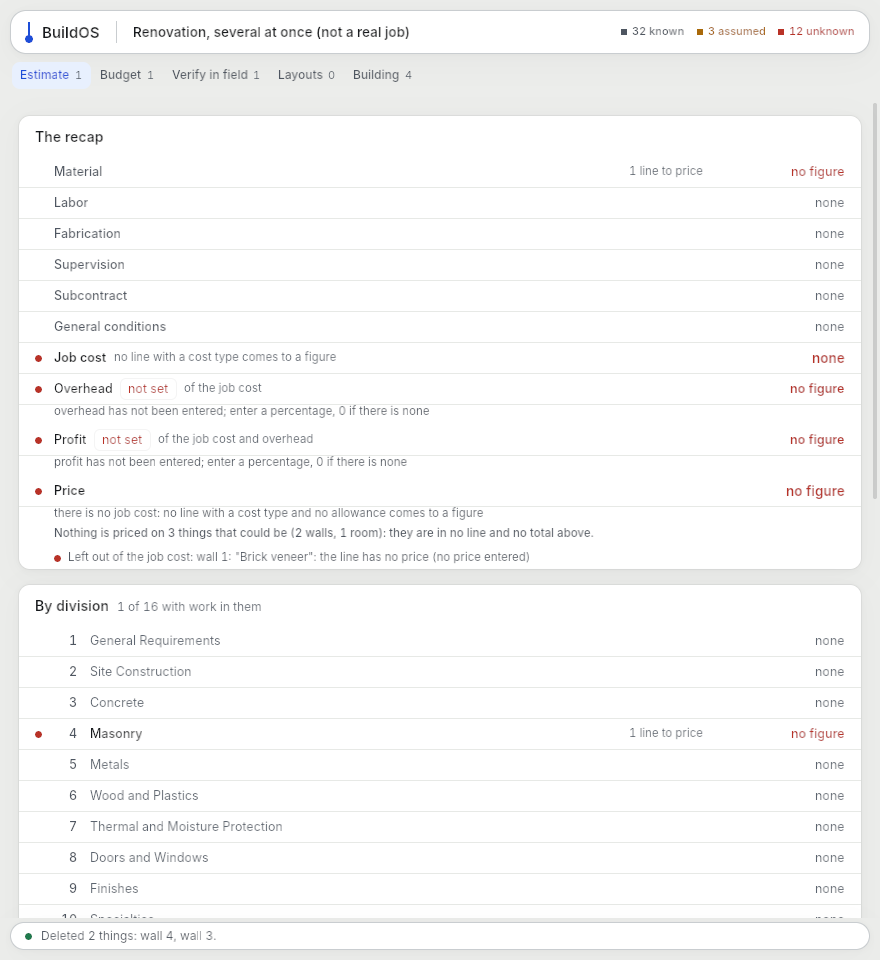 BuildOS Renovation, several at once (not a real job) 32 known 3 assumed 12 unknown
Estimate 1 Budget 1 Verify in field 1 Layouts 0 Building 4
The recap
Material 1 line to price no figure
Labor none
Fabrication none
Supervision none
Subcontract none
General conditions none
Job cost no line with a cost type comes to a figure none
Overhead not set of the job cost no figure
overhead has not been entered; enter a percentage, 0 if there is none
Profit not set of the job cost and overhead no figure
profit has not been entered; enter a percentage, 0 if there is none
Price no figure
there is no job cost: no line with a cost type and no allowance comes to a figure
Nothing is priced on 3 things that could be (2 walls, 1 room): they are in no line and no total above.
Left out of the job cost: wall 1: "Brick veneer": the line has no price (no price entered)
By division 1 of 16 with work in them
1 General Requirements none
2 Site Construction none
3 Concrete none
4 Masonry 1 line to price no figure
5 Metals none
6 Wood and Plastics none
7 Thermal and Moisture Protection none
8 Doors and Windows none
9 Finishes none
10 Specialties none
Deleted 2 things: wall 4, wall 3.